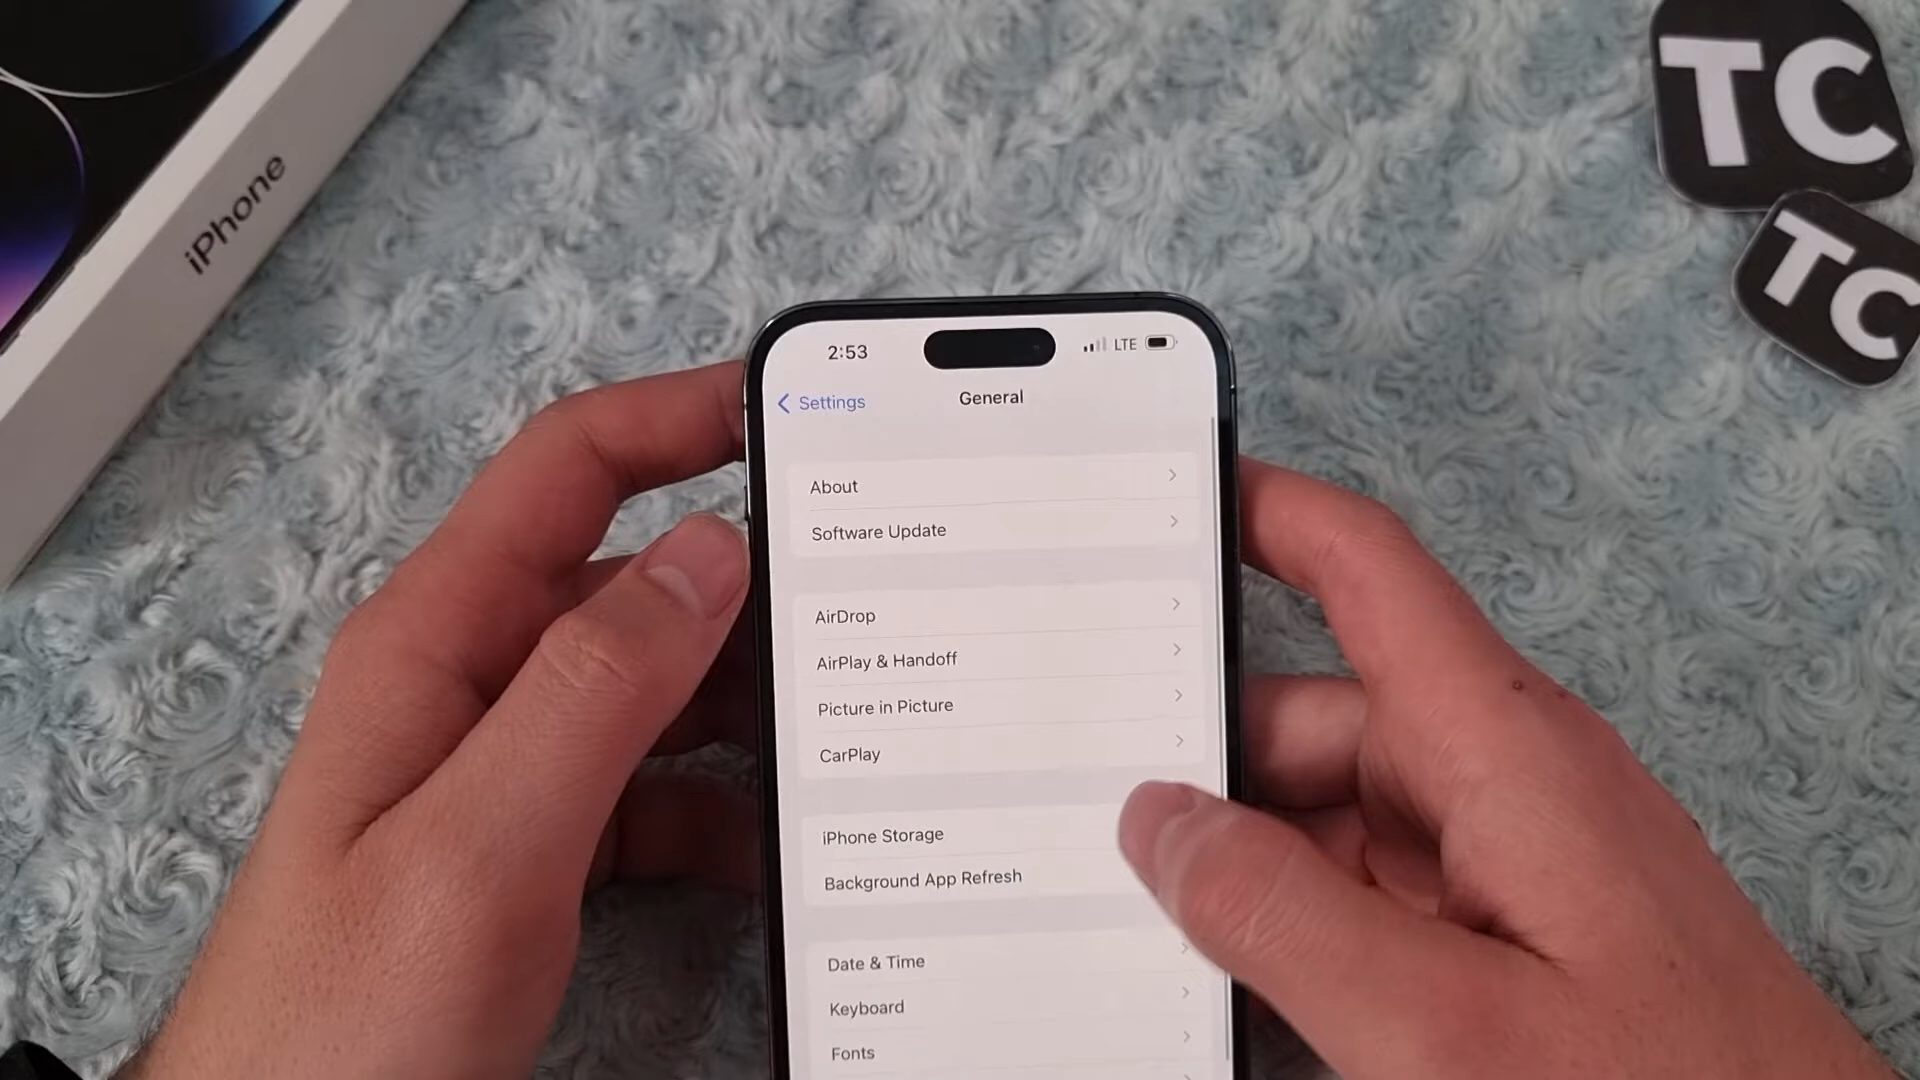 iPhone
TC
TC
2:53
LTE
Settings
General
About
Software Update
AirDrop
AirPlay & Handoff
Picture in Picture
CarPlay
iPhone Storage
Background App Refresh
Date & Time
Keyboard
Fonts